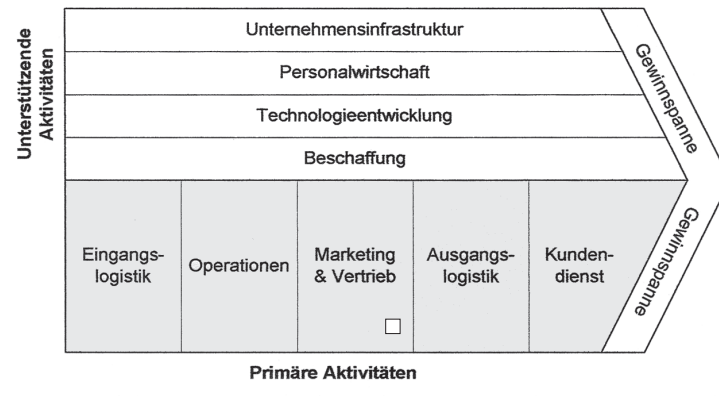 Unterstützende
Aktivitäten
Unternehmensinfrastruktur
Personalwirtschaft
Technologieentwicklung
Beschaffung
Gewinnspanne
Eingangs-
logistik
Operationen
Marketing
& Vertrieb
Ausgangs-
logistik
Kunden-
dienst
Gewinnspanne
Primäre Aktivitäten